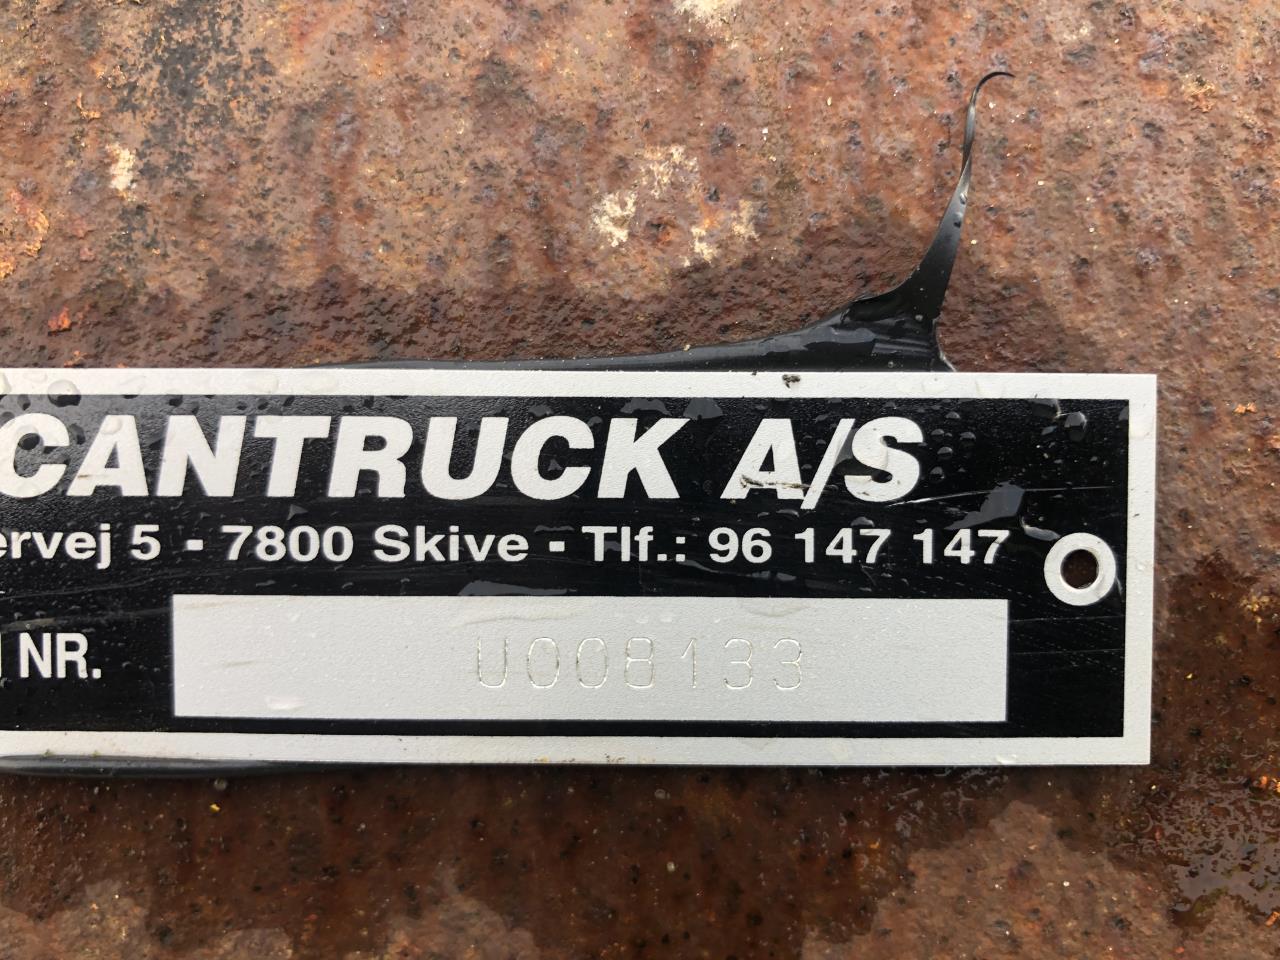 CANTRUCK A/S
ervej 5 - 7800 Skive - Tlf.: 96 147 147
NR. U008133